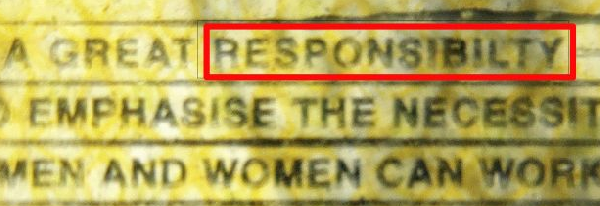 A GREAT RESPONSIBILTY
EMPHASISE THE NECESSIT
MEN AND WOMEN CAN WORK